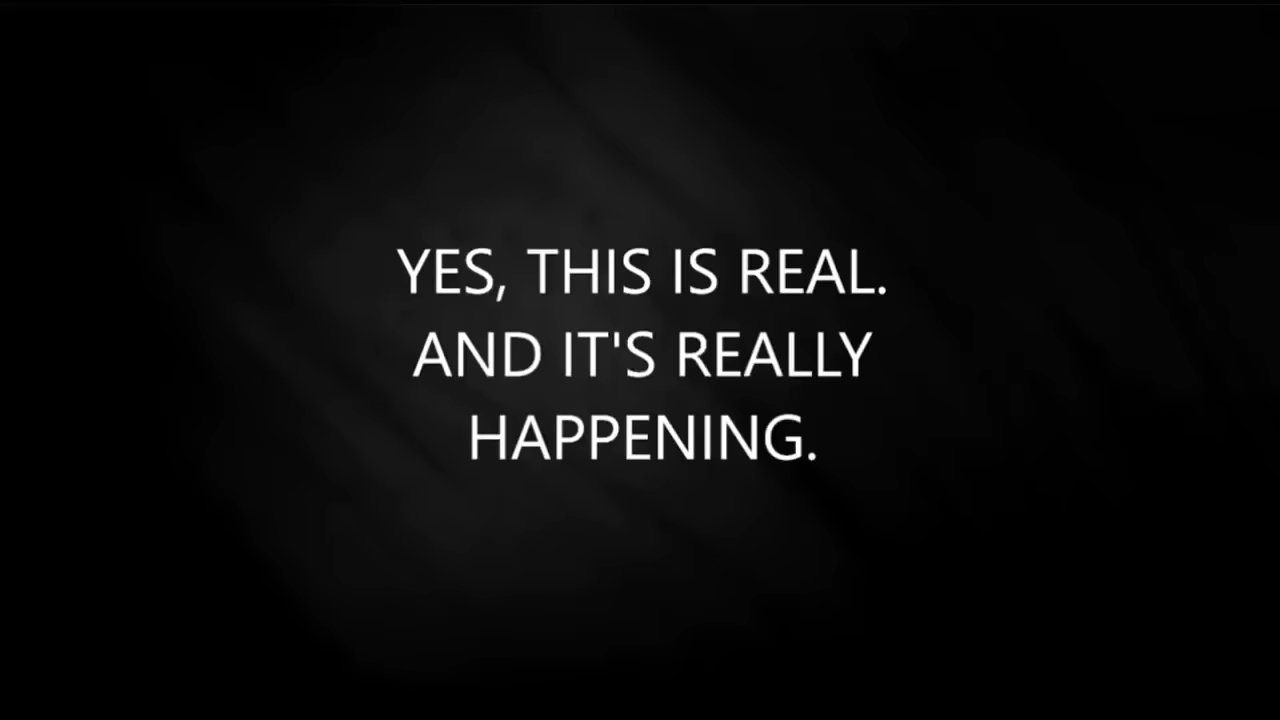 YES, THIS IS REAL.
AND IT'S REALLY
HAPPENING.